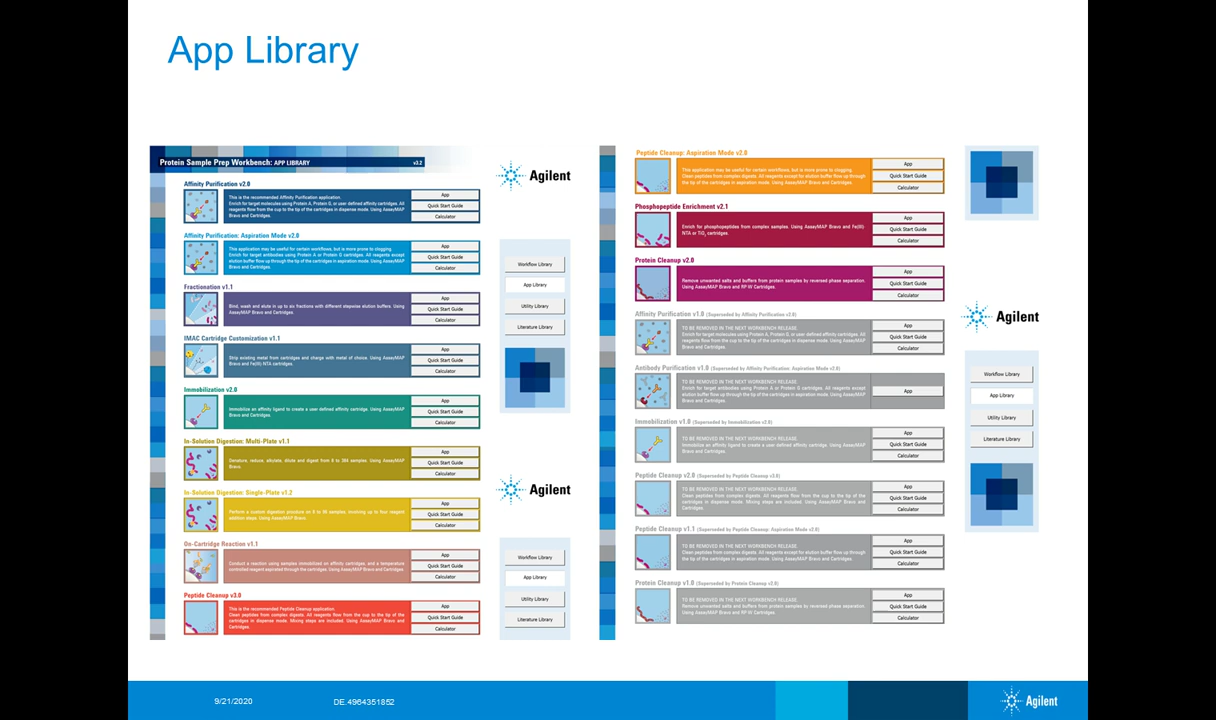 App Library
Protein Sample Prep Workbench: APP LIBRARY
v3.2
Affinity Purification v2.0
This is the recommended Affinity Purification application.
Enrich for target molecules using Protein A, Protein G, or user defined affinity cartridges. All
reagents flow from the cup to the tip of the cartridges in dispense mode. Using AssayMAP
Bravo and Cartridges.
App
Quick Start Guide
Calculator
Affinity Purification: Aspiration Mode v2.0
This application may be useful for certain workflows, but is more prone to clogging.
Enrich for target antibodies using Protein A or Protein G cartridges. All reagents except
elution buffer flow up through the tip of the cartridges in aspiration mode. Using AssayMAP
Bravo and Cartridges.
App
Quick Start Guide
Calculator
Fractionation v1.1
Bind, wash and elute in up to six fractions with different stepwise elution buffers. Using
AssayMAP Bravo and Cartridges.
App
Quick Start Guide
Calculator
IMAC Cartridge Customization v1.1
Strip existing metal from cartridges and charge with metal of choice. Using AssayMAP
Bravo and Fe(III)-NTA cartridges.
App
Quick Start Guide
Calculator
Immobilization v2.0
Immobilize an affinity ligand to create a user defined affinity cartridge. Using AssayMAP
Bravo and Cartridges.
App
Quick Start Guide
Calculator
In-Solution Digestion: Multi-Plate v1.1
Denature, reduce, alkylate, dilute and digest from 8 to 384 samples. Using AssayMAP
Bravo.
App
Quick Start Guide
Calculator
In-Solution Digestion: Single-Plate v1.2
Perform a custom digestion procedure on 8 to 96 samples, involving up to four reagent
addition steps. Using AssayMAP Bravo.
App
Quick Start Guide
Calculator
On-Cartridge Reaction v1.1
Conduct a reaction using samples immobilized on affinity cartridges, and a temperature
controlled reagent aspirated through the cartridges. Using AssayMAP Bravo and Cartridges.
App
Quick Start Guide
Calculator
Peptide Cleanup v3.0
This is the recommended Peptide Cleanup application.
Clean peptides from complex digests. All reagents flow from the cup to the tip of the
cartridges in dispense mode. Mixing steps are included. Using AssayMAP Bravo and
Cartridges.
App
Quick Start Guide
Calculator
Agilent
Workflow Library
App Library
Utility Library
Literature Library
Agilent
Workflow Library
App Library
Utility Library
Literature Library
Peptide Cleanup: Aspiration Mode v2.0
This application may be useful for certain workflows, but is more prone to clogging.
Clean peptides from complex digests. All reagents except for elution buffer flow up through
the tip of the cartridges in aspiration mode. Using AssayMAP Bravo and Cartridges.
App
Quick Start Guide
Calculator
Phosphopeptide Enrichment v2.1
Enrich for phosphopeptides from complex samples. Using AssayMAP Bravo and Fe(III)-
NTA or TiO2 cartridges.
App
Quick Start Guide
Calculator
Protein Cleanup v2.0
Remove unwanted salts and buffers from protein samples by reversed phase separation.
Using AssayMAP Bravo and RP-W Cartridges.
App
Quick Start Guide
Calculator
Affinity Purification v1.0 (Superseded by Affinity Purification v2.0)
TO BE REMOVED IN THE NEXT WORKBENCH RELEASE
Enrich for target molecules using Protein A, Protein G, or user defined affinity cartridges. All
reagents flow from the cup to the tip of the cartridges in dispense mode. Using AssayMAP
Bravo and Cartridges.
App
Quick Start Guide
Calculator
Antibody Purification v1.0 (Superseded by Affinity Purification: Aspiration Mode v2.0)
TO BE REMOVED IN THE NEXT WORKBENCH RELEASE
Enrich for target antibodies using Protein A or Protein G cartridges. All reagents except
elution buffer flow up through the tip of the cartridges in aspiration mode. Using AssayMAP
Bravo and Cartridges.
App
Immobilization v1.0 (Superseded by Immobilization v2.0)
TO BE REMOVED IN THE NEXT WORKBENCH RELEASE
Immobilize an affinity ligand to create a user defined affinity cartridge. Using AssayMAP
Bravo and Cartridges.
App
Quick Start Guide
Calculator
Peptide Cleanup v2.0 (Superseded by Peptide Cleanup v3.0)
TO BE REMOVED IN THE NEXT WORKBENCH RELEASE
Clean peptides from complex digests. All reagents flow from the cup to the tip of the
cartridges in dispense mode. Mixing steps are included. Using AssayMAP Bravo and
Cartridges.
App
Quick Start Guide
Calculator
Peptide Cleanup v1.1 (Superseded by Peptide Cleanup: Aspiration Mode v2.0)
TO BE REMOVED IN THE NEXT WORKBENCH RELEASE
Clean peptides from complex digests. All reagents except for elution buffer flow up through
the tip of the cartridges in aspiration mode. Using AssayMAP Bravo and Cartridges.
App
Quick Start Guide
Calculator
Protein Cleanup v1.0 (Superseded by Protein Cleanup v2.0)
TO BE REMOVED IN THE NEXT WORKBENCH RELEASE
Remove unwanted salts and buffers from protein samples by reversed phase separation.
Using AssayMAP Bravo and RP-W Cartridges.
App
Quick Start Guide
Calculator
Agilent
Workflow Library
App Library
Utility Library
Literature Library
9/21/2020
DE.4964351852
Agilent